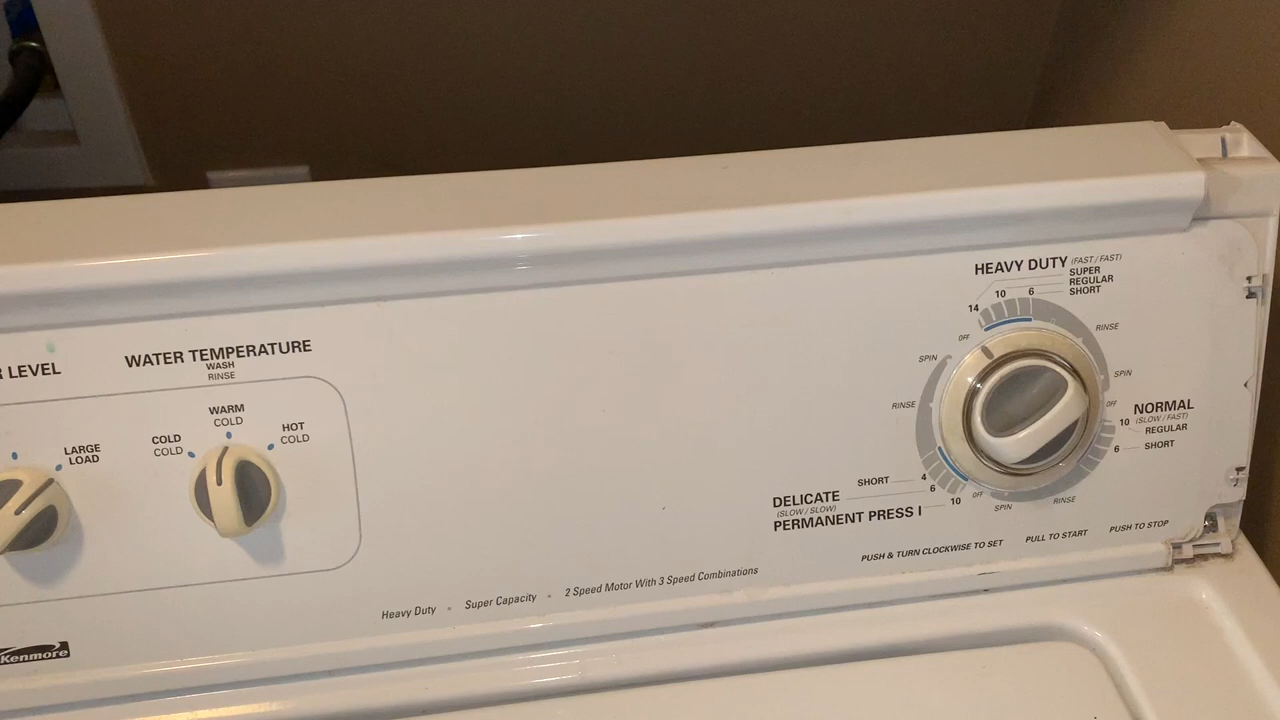 R LEVEL
LARGE
LOAD
WATER TEMPERATURE
WASH
RINSE
COLD
COLD
WARM
COLD
HOT
COLD
Kenmore
Heavy Duty • Super Capacity • 2 Speed Motor With 3 Speed Combinations
HEAVY DUTY (FAST / FAST)
SUPER
REGULAR
SHORT
14
10
6
OFF
RINSE
SPIN
OFF
NORMAL
(SLOW / FAST)
10 REGULAR
6 SHORT
RINSE
SPIN
OFF
SHORT 4
DELICATE 6
(SLOW / SLOW)
PERMANENT PRESS I 10
RINSE
SPIN
PUSH & TURN CLOCKWISE TO SET PULL TO START PUSH TO STOP